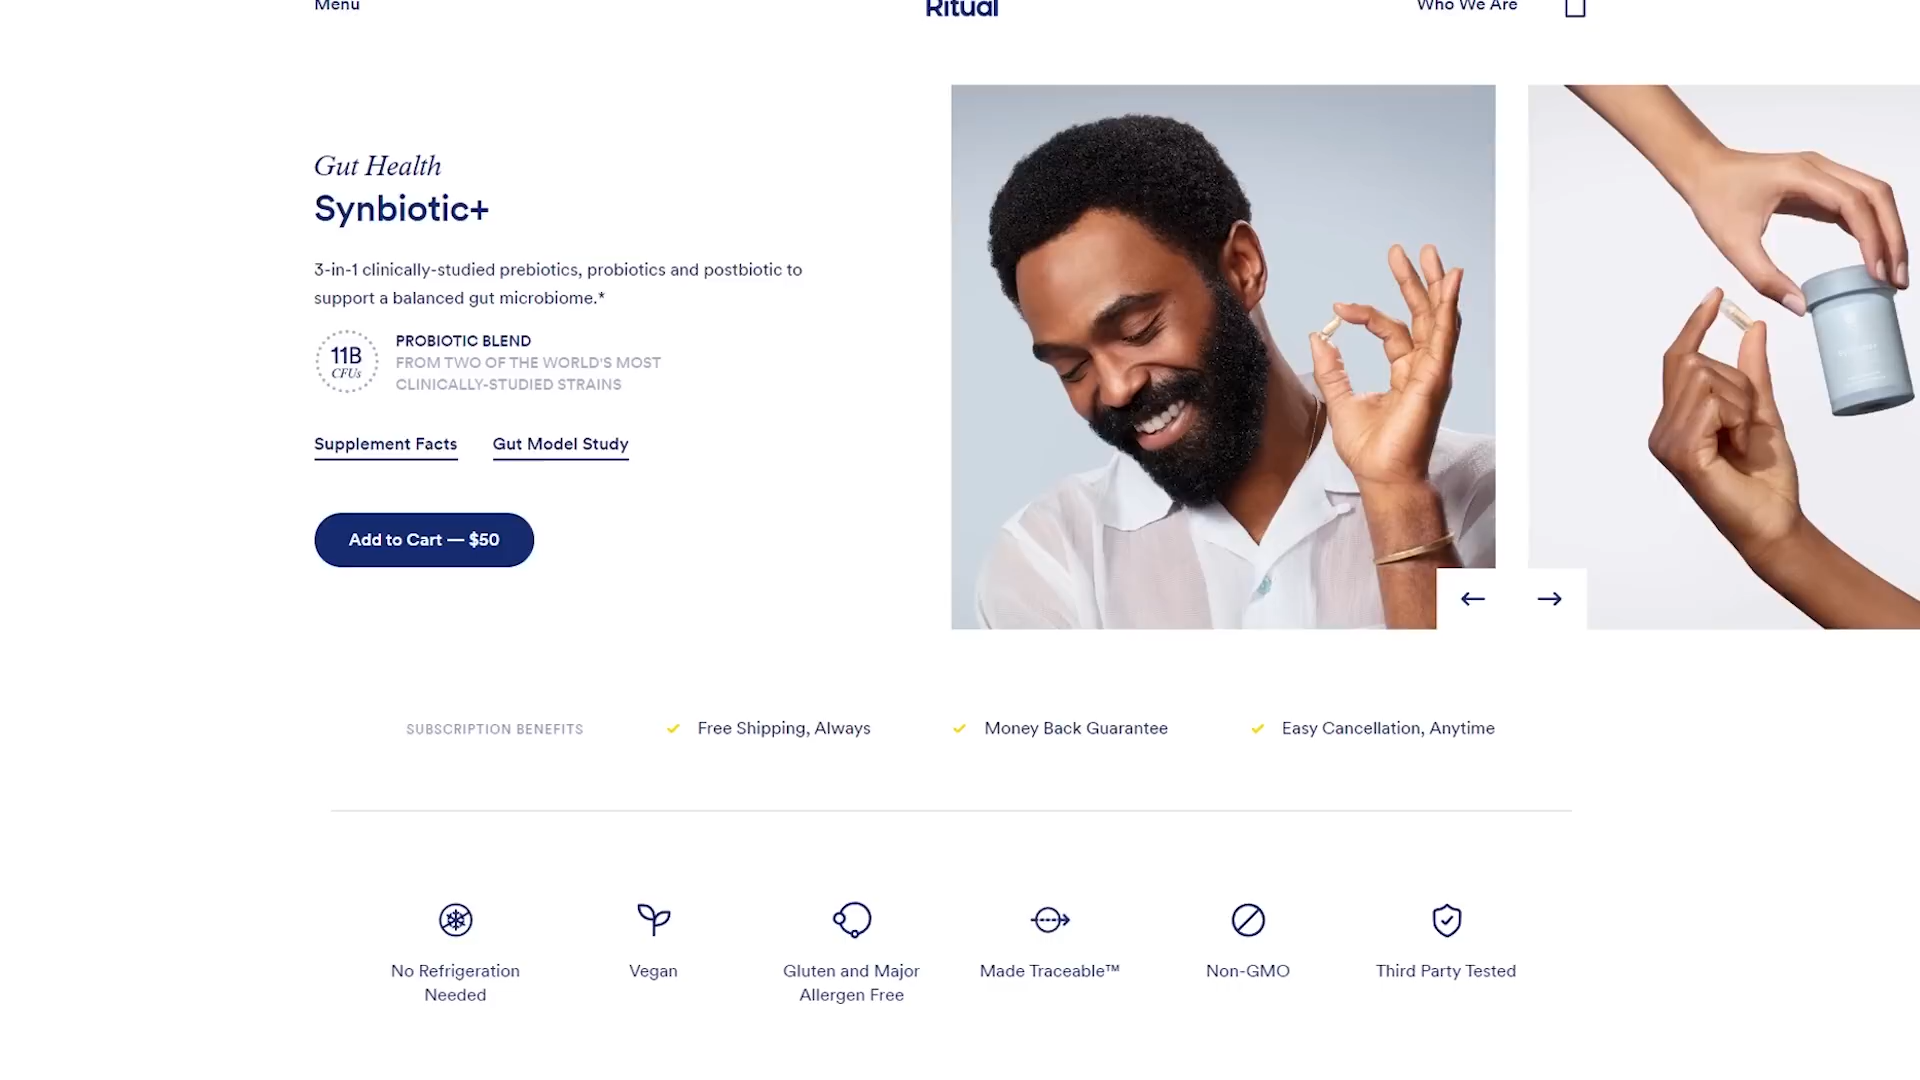 Menu
Ritual
Who We Are
Gut Health
Synbiotic+
3-in-1 clinically-studied prebiotics, probiotics and postbiotic to
support a balanced gut microbiome.*
11B
CFUs
PROBIOTIC BLEND
FROM TWO OF THE WORLD'S MOST
CLINICALLY-STUDIED STRAINS
Supplement Facts
Gut Model Study
Add to Cart — $50
SUBSCRIPTION BENEFITS
Free Shipping, Always
Money Back Guarantee
Easy Cancellation, Anytime
No Refrigeration
Needed
Vegan
Gluten and Major
Allergen Free
Made Traceable™
Non-GMO
Third Party Tested